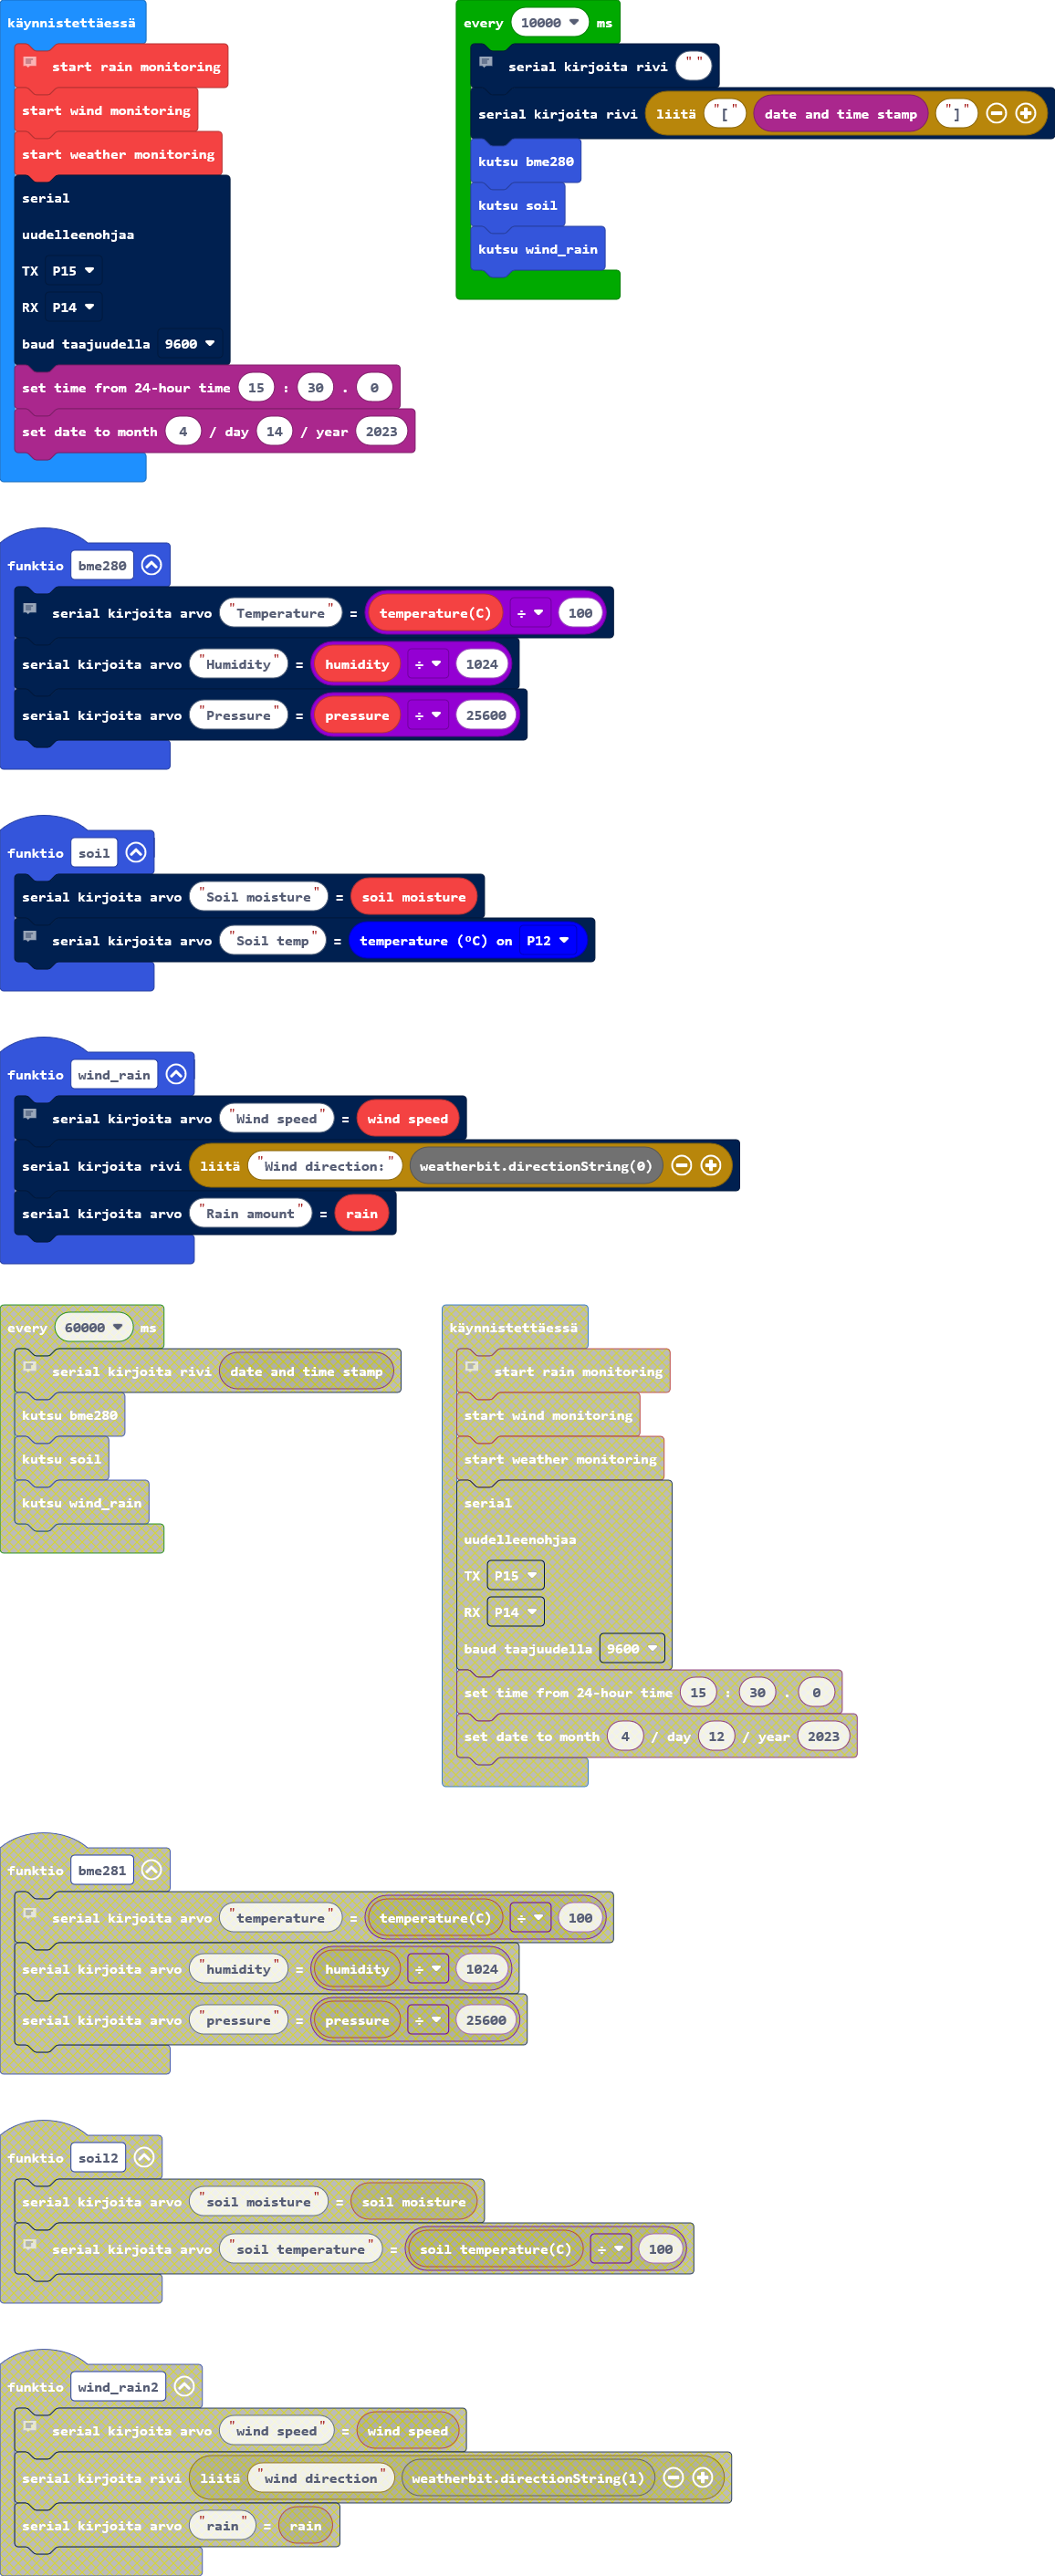 käynnistettäessä
start rain monitoring
start wind monitoring
start weather monitoring
serial
uudelleenohjaa
TX P15
RX P14
baud taajuudella 9600
set time from 24-hour time 15 : 30 . 0
set date to month 4 / day 14 / year 2023
every 10000 ms
serial kirjoita rivi " "
serial kirjoita rivi liitä "[" date and time stamp "]"
kutsu bme280
kutsu soil
kutsu wind_rain
funktio bme280
serial kirjoita arvo "Temperature" = temperature(C) ÷ 100
serial kirjoita arvo "Humidity" = humidity ÷ 1024
serial kirjoita arvo "Pressure" = pressure ÷ 25600
funktio soil
serial kirjoita arvo "Soil moisture" = soil moisture
serial kirjoita arvo "Soil temp" = temperature (ºC) on P12
funktio wind_rain
serial kirjoita arvo "Wind speed" = wind speed
serial kirjoita rivi liitä "Wind direction:" weatherbit.directionString(0)
serial kirjoita arvo "Rain amount" = rain
every 60000 ms
serial kirjoita rivi date and time stamp
kutsu bme280
kutsu soil
kutsu wind_rain
käynnistettäessä
start rain monitoring
start wind monitoring
start weather monitoring
serial
uudelleenohjaa
TX P15
RX P14
baud taajuudella 9600
set time from 24-hour time 15 : 30 . 0
set date to month 4 / day 12 / year 2023
funktio bme281
serial kirjoita arvo "temperature" = temperature(C) ÷ 100
serial kirjoita arvo "humidity" = humidity ÷ 1024
serial kirjoita arvo "pressure" = pressure ÷ 25600
funktio soil2
serial kirjoita arvo "soil moisture" = soil moisture
serial kirjoita arvo "soil temperature" = soil temperature(C) ÷ 100
funktio wind_rain2
serial kirjoita arvo "wind speed" = wind speed
serial kirjoita rivi liitä "wind direction" weatherbit.directionString(1)
serial kirjoita arvo "rain" = rain